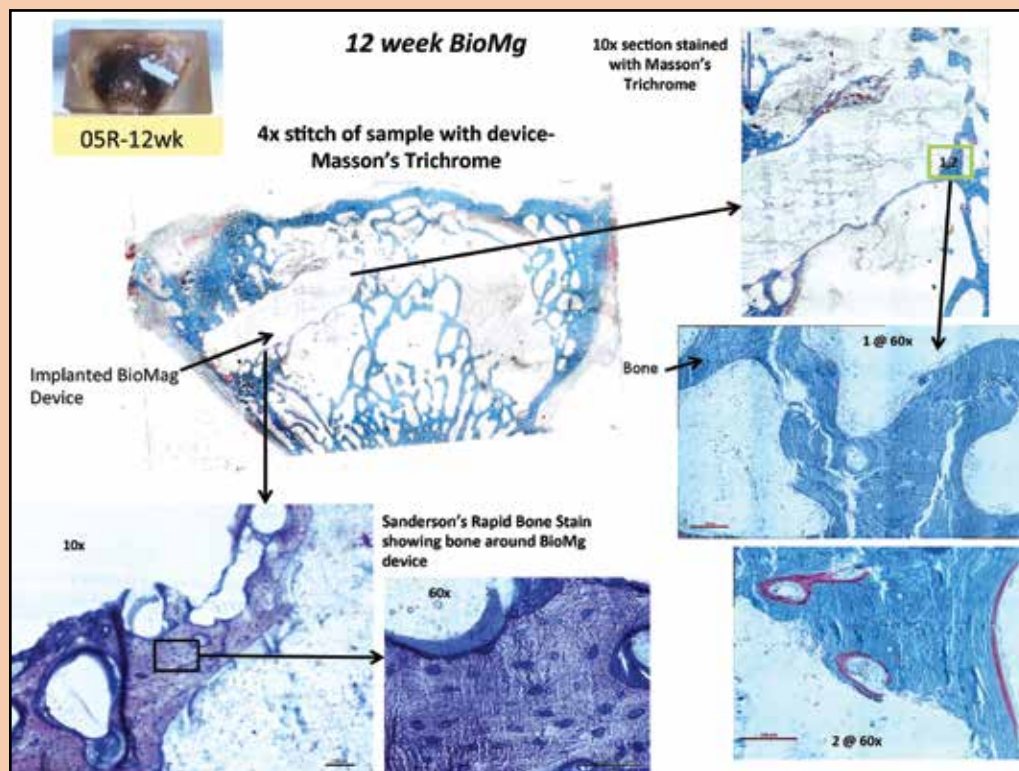 12 week BioMg
05R-12wk
4x stitch of sample with device-
Masson's Trichrome
10x section stained
with Masson's
Trichrome
1,2
Implanted BioMag
Device
1 @ 60x
Bone
10x
Sanderson's Rapid Bone Stain
showing bone around BioMg
device
60x
2 @ 60x